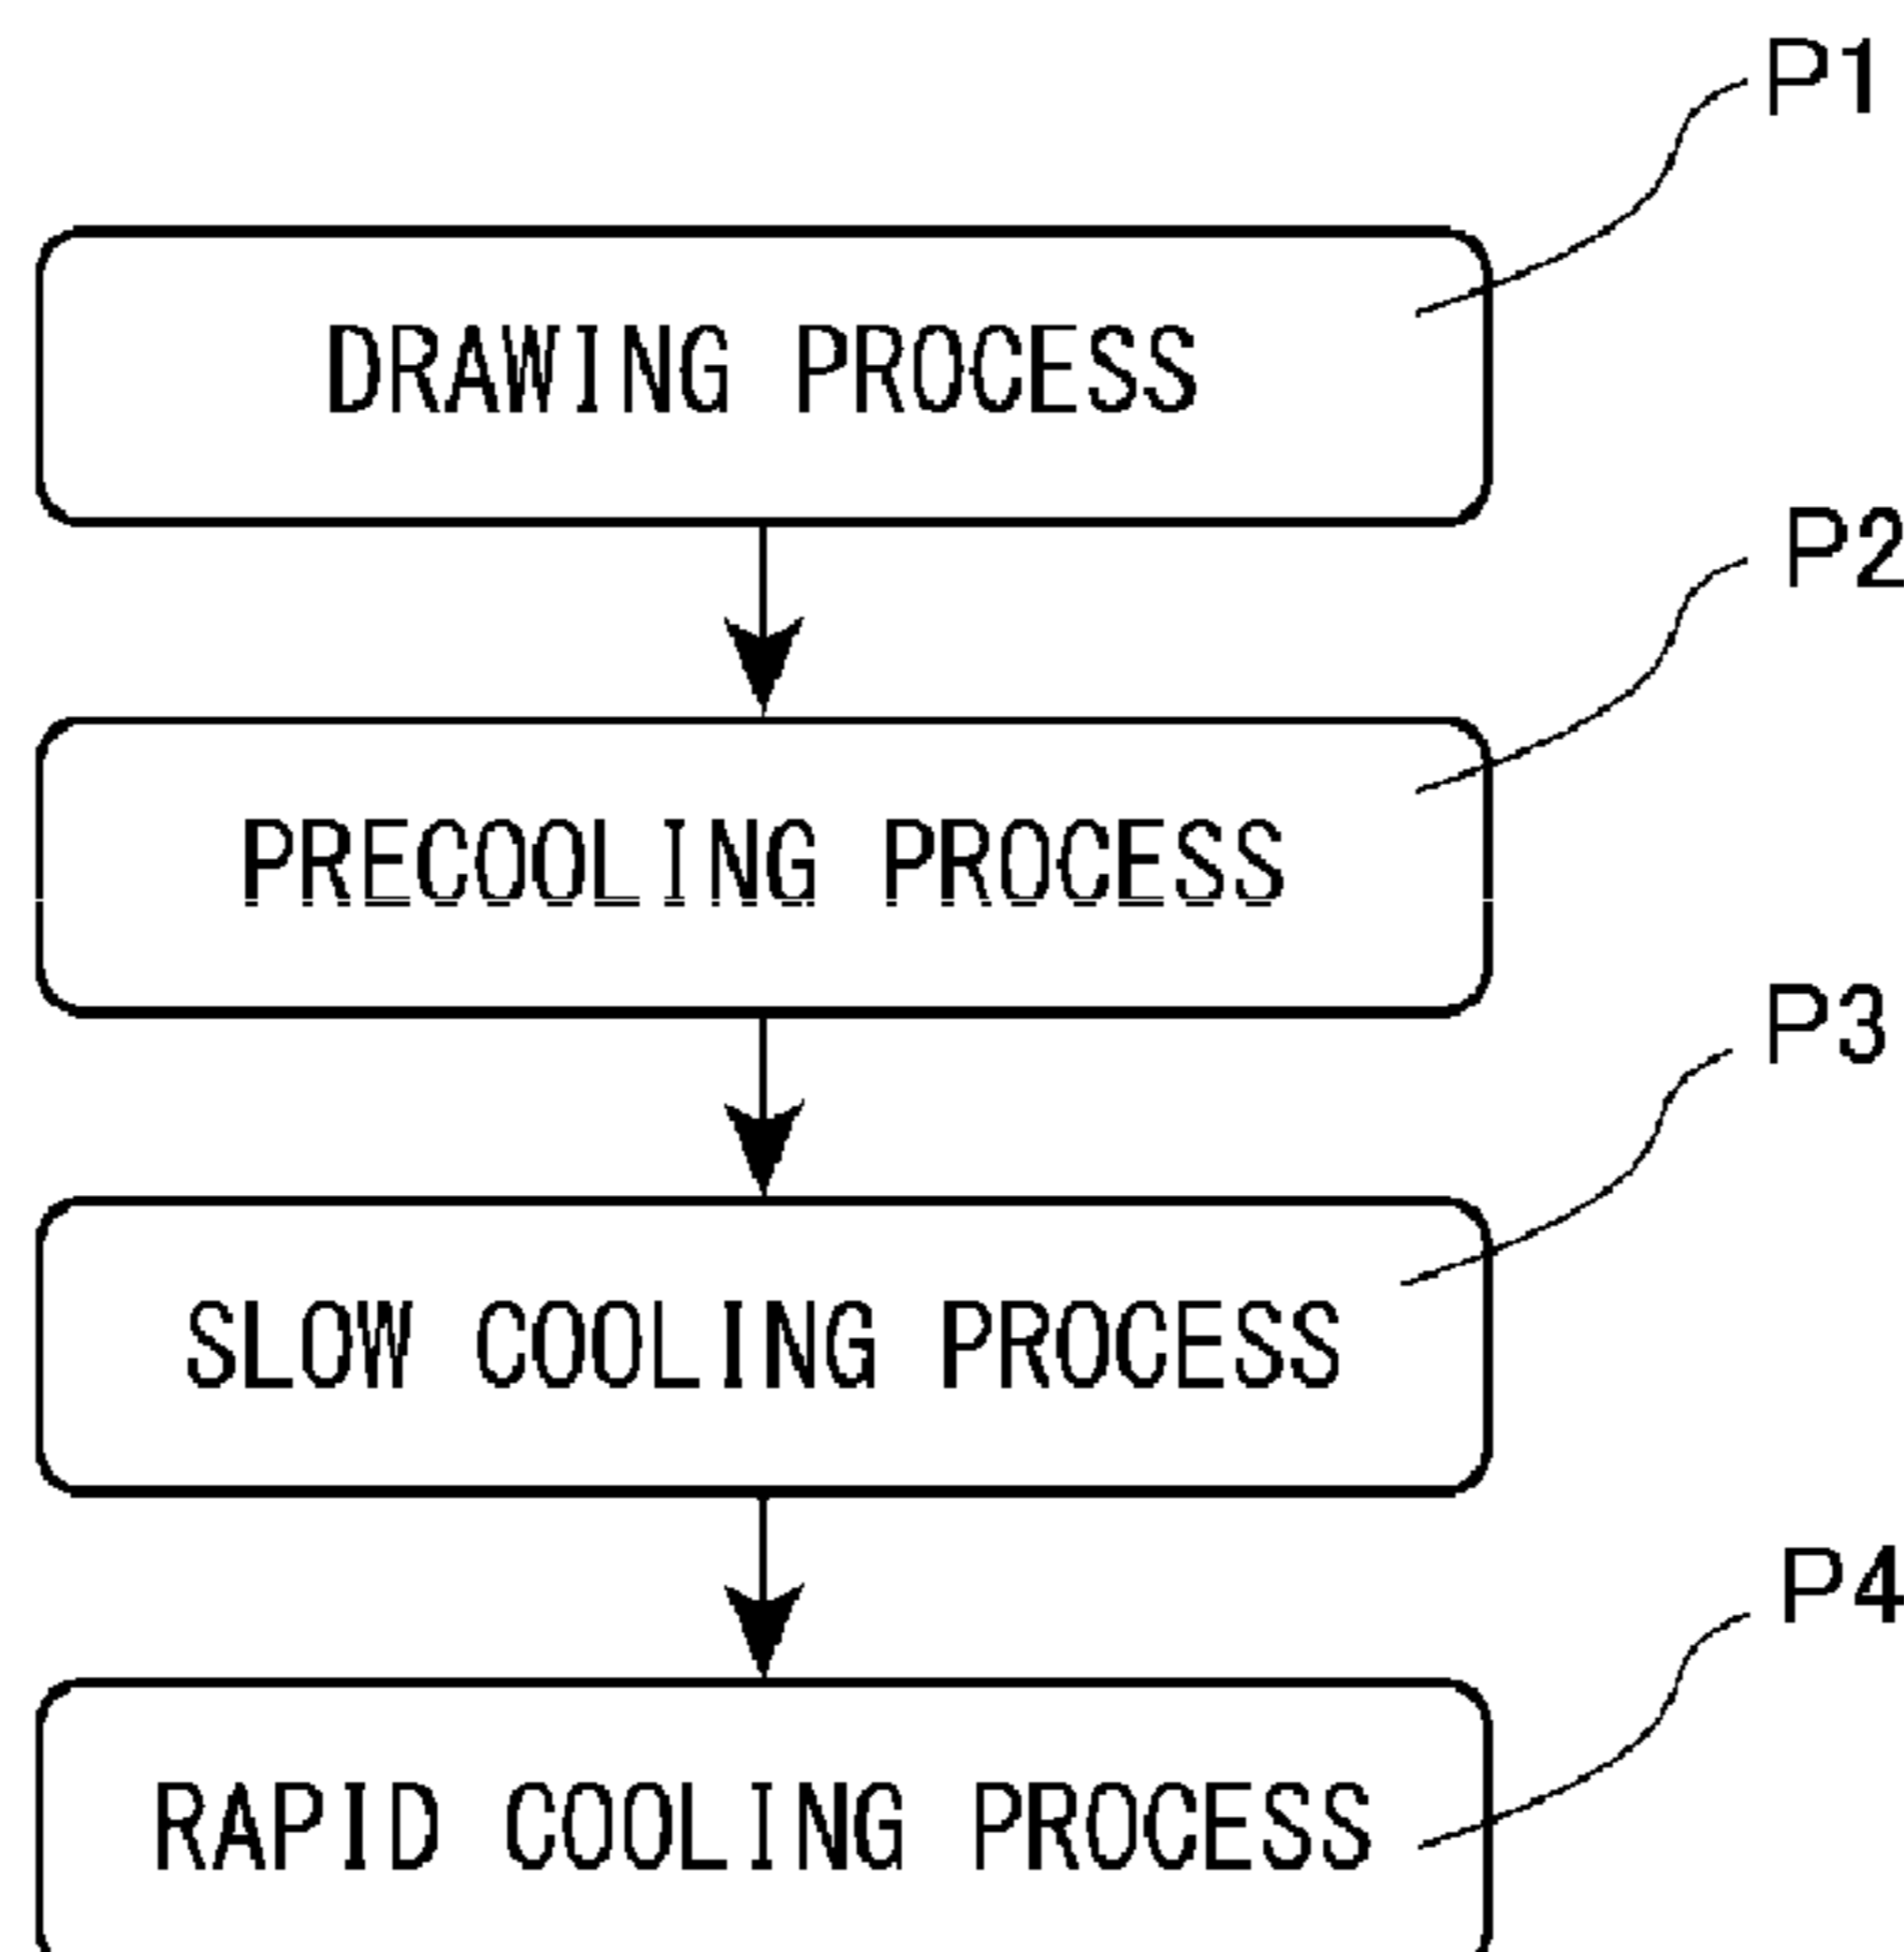 P1
DRAWING PROCESS
P2
PRECOOLING PROCESS
P3
SLOW COOLING PROCESS
P4
RAPID COOLING PROCESS